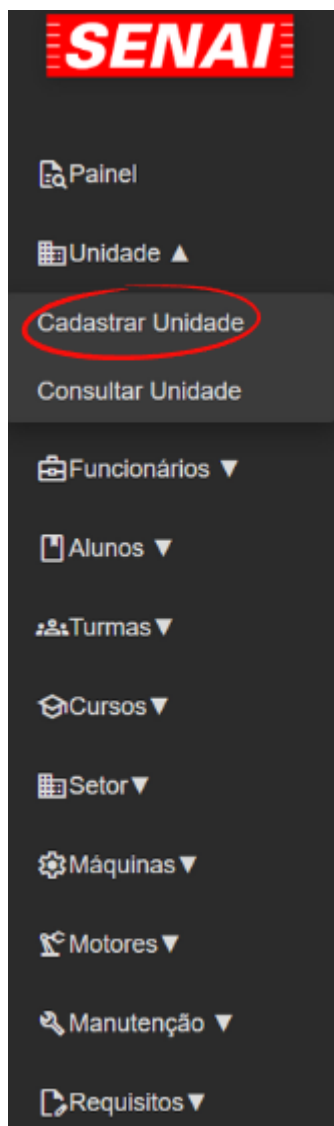 SENAI
Painel
Unidade ▲
Cadastrar Unidade
Consultar Unidade
Funcionários ▼
Alunos ▼
Turmas▼
Cursos▼
Setor▼
Máquinas▼
Motores▼
Manutenção ▼
Requisitos▼